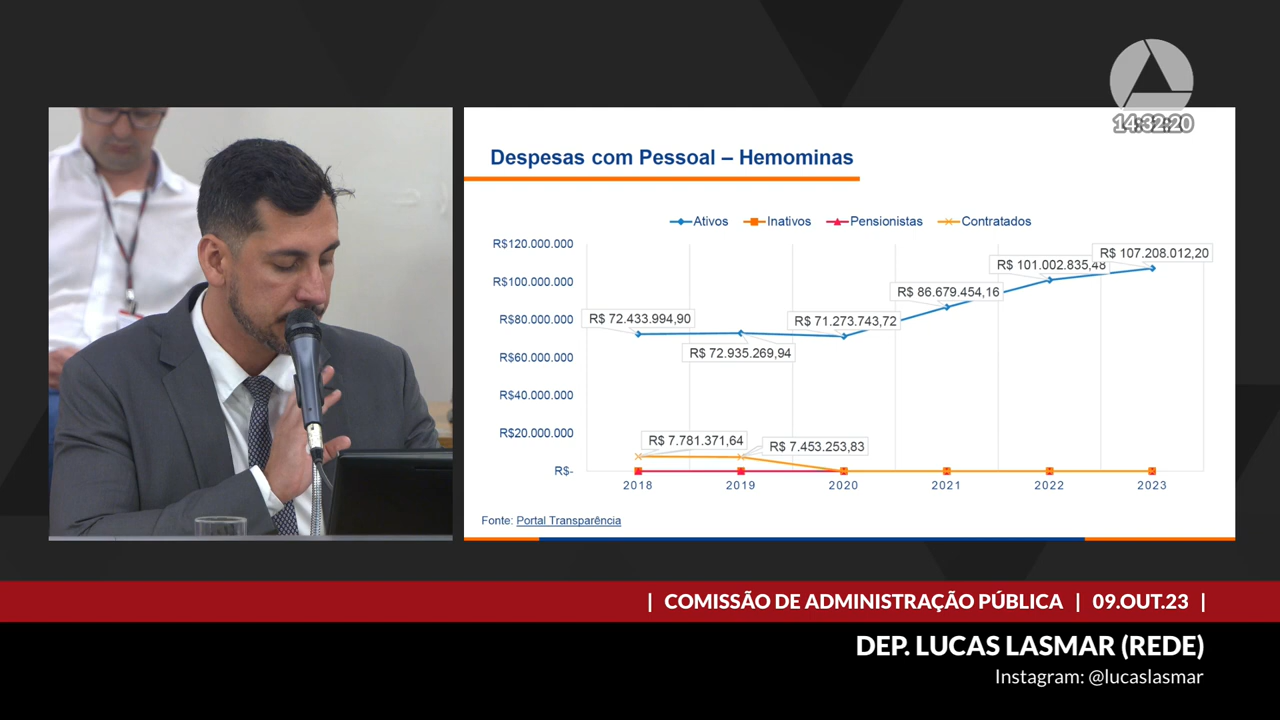 14:32:20
Despesas com Pessoal – Hemominas
Ativos Inativos Pensionistas Contratados
R$120.000.000
R$100.000.000
R$80.000.000
R$60.000.000
R$40.000.000
R$20.000.000
R$-
R$ 72.433.994,90
R$ 72.935.269,94
R$ 71.273.743,72
R$ 86.679.454,16
R$ 101.002.835,48
R$ 107.208.012,20
R$ 7.781.371,64
R$ 7.453.253,83
2018 2019 2020 2021 2022 2023
Fonte: Portal Transparência
| COMISSÃO DE ADMINISTRAÇÃO PÚBLICA | 09.OUT.23 |
DEP. LUCAS LASMAR (REDE)
Instagram: @lucaslasmar